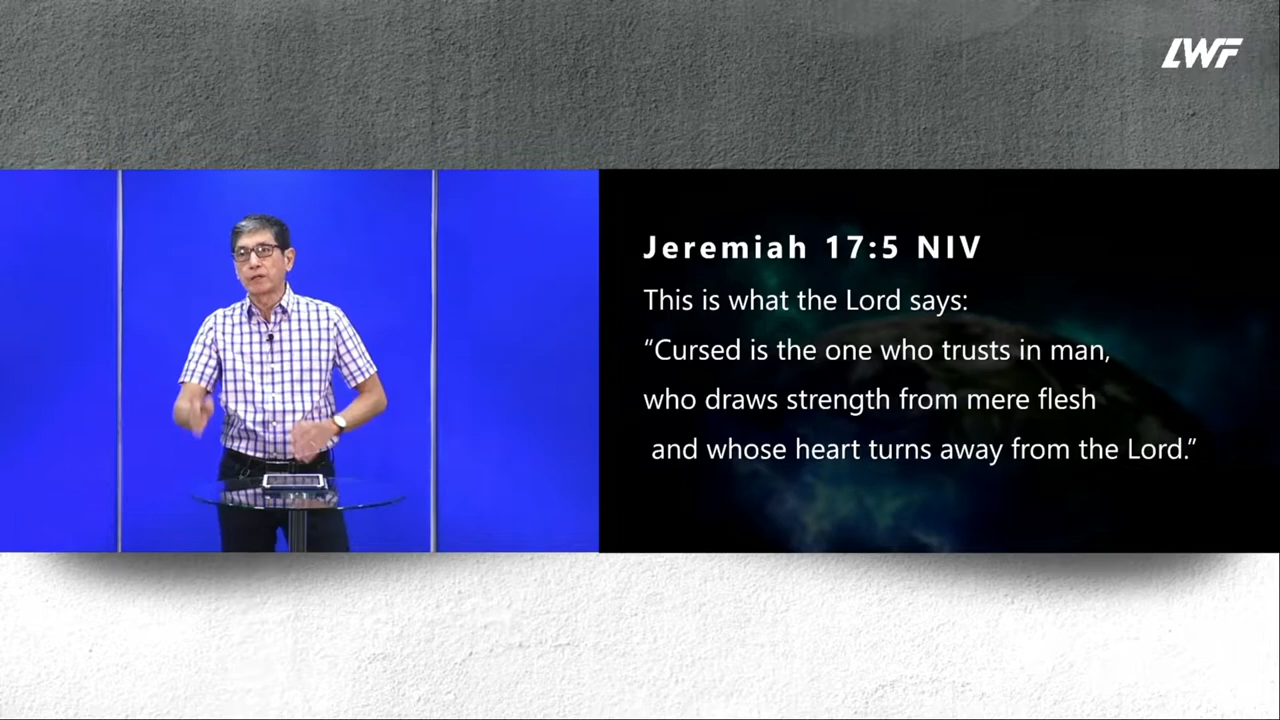 LWF
Jeremiah 17:5 NIV
This is what the Lord says:
“Cursed is the one who trusts in man,
who draws strength from mere flesh
and whose heart turns away from the Lord.”